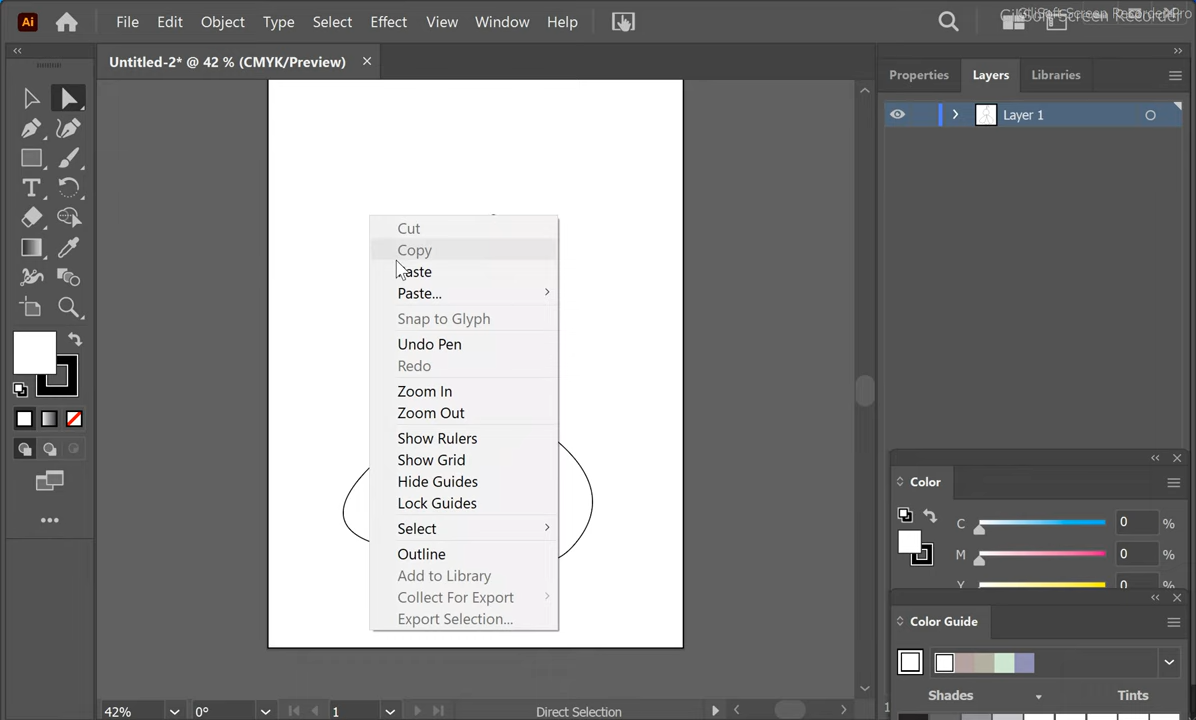 Ai File Edit Object Type Select Effect View Window Help
Untitled-2* @ 42 % (CMYK/Preview)
Properties Layers Libraries
Layer 1
T
Cut
Copy
Paste...
Snap to Glyph
Undo Pen
Redo
Zoom In
Zoom Out
Show Rulers
Show Grid
Hide Guides
Lock Guides
Select
Outline
Add to Library
Collect For Export
Export Selection...
Color
C 0 %
M 0 %
Color Guide
Shades Tints
42% 0° 1 Direct Selection